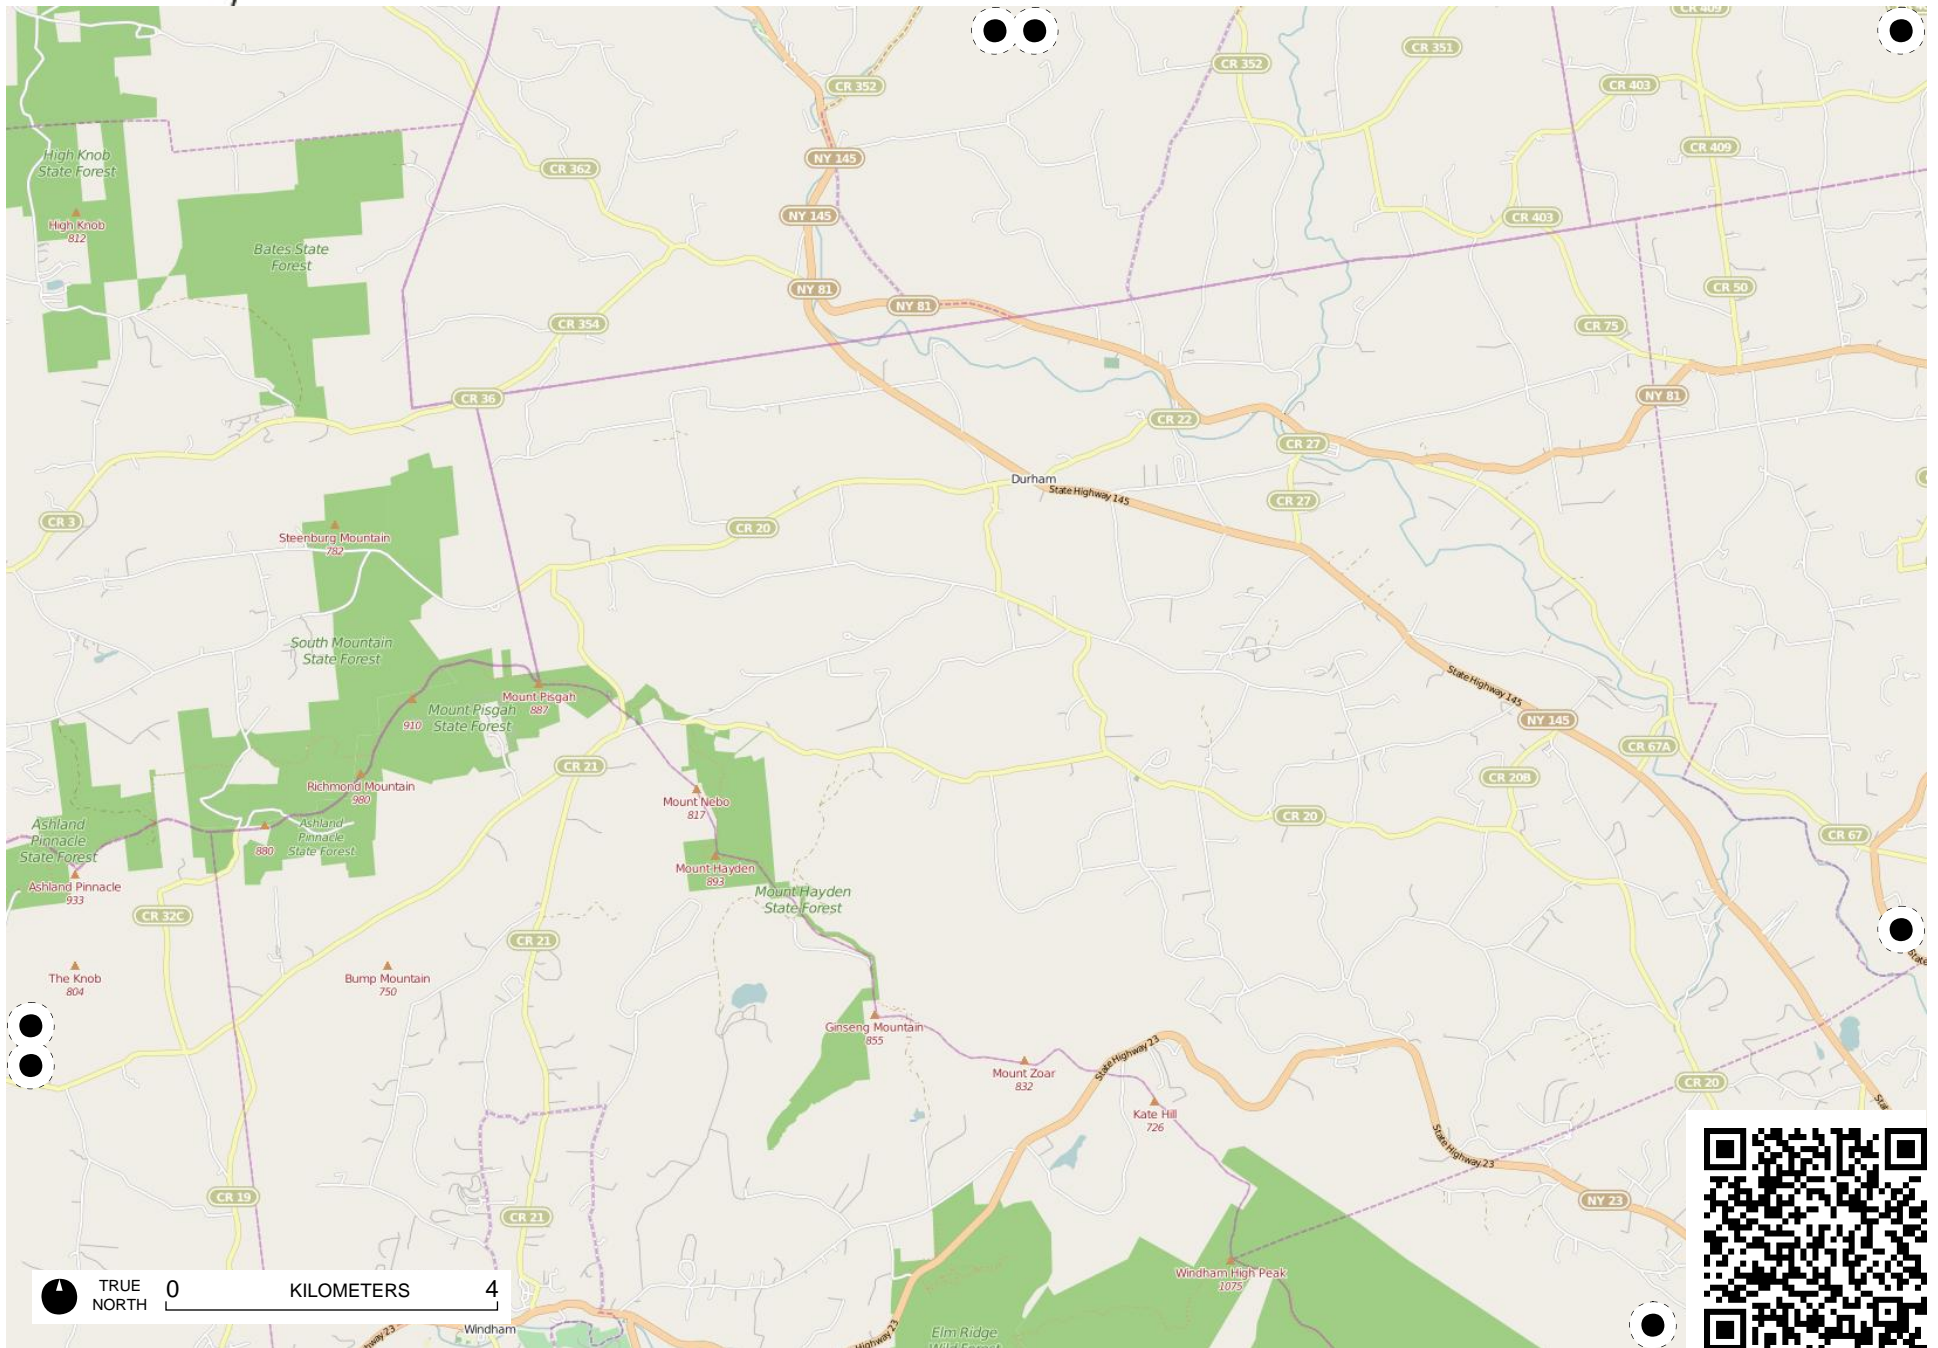 CR 409
CR 352
CR 352
CR 351
CR 403
CR 409
High Knob
State Forest
NY 145
CR 362
High Knob
812
NY 145
CR 403
Bates State
Forest
NY 81
NY 81
CR 50
CR 354
CR 75
CR 36
NY 81
CR 22
CR 27
Durham
State Highway 145
CR 27
CR 3
CR 20
Steenburg Mountain
782
South Mountain
State Forest
Mount Pisgah
887
State Highway 145
910
Mount Pisgah
State Forest
NY 145
CR 67A
CR 21
CR 20B
Richmond Mountain
980
Mount Nebo
817
CR 20
Ashland
Pinnacle
State Forest
880
Ashland
Pinnacle
State Forest
CR 67
Mount Hayden
893
Ashland Pinnacle
933
Mount Hayden
State Forest
CR 32C
CR 21
State
The Knob
804
Bump Mountain
750
Ginseng Mountain
855
State Highway 23
Mount Zoar
832
CR 20
Kate Hill
726
State Highway 23
CR 19
CR 21
NY 23
Windham High Peak
1075
TRUE
NORTH
0 KILOMETERS 4
Windham
Highway 23
Elm Ridge
Wild Forest